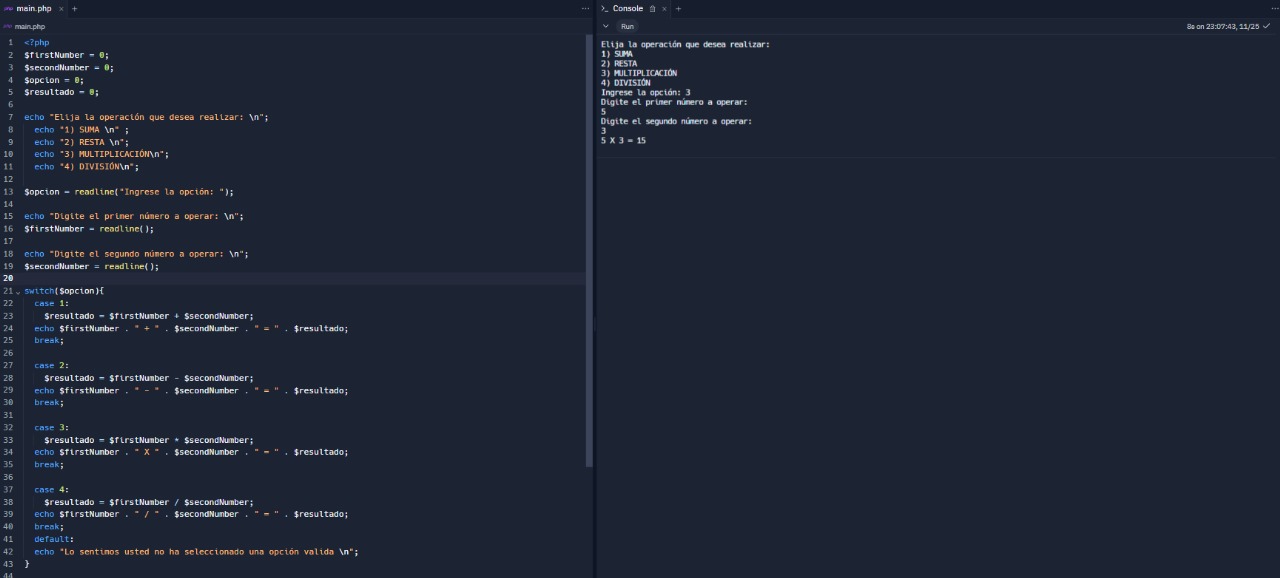 php main.php × +
php main.php
1 <?php
2 $firstNumber = 0;
3 $secondNumber = 0;
4 $opcion = 0;
5 $resultado = 0;
6
7 echo "Elija la operación que desea realizar: \n";
8 echo "1) SUMA \n" ;
9 echo "2) RESTA \n";
10 echo "3) MULTIPLICACIÓN\n";
11 echo "4) DIVISIÓN\n";
12
13 $opcion = readline("Ingrese la opción: ");
14
15 echo "Digite el primer número a operar: \n";
16 $firstNumber = readline();
17
18 echo "Digite el segundo número a operar: \n";
19 $secondNumber = readline();
20
21 switch($opcion){
22 case 1:
23 $resultado = $firstNumber + $secondNumber;
24 echo $firstNumber . " + " . $secondNumber . " = " . $resultado;
25 break;
26
27 case 2:
28 $resultado = $firstNumber - $secondNumber;
29 echo $firstNumber . " - " . $secondNumber . " = " . $resultado;
30 break;
31
32 case 3:
33 $resultado = $firstNumber * $secondNumber;
34 echo $firstNumber . " X " . $secondNumber . " = " . $resultado;
35 break;
36
37 case 4:
38 $resultado = $firstNumber / $secondNumber;
39 echo $firstNumber . " / " . $secondNumber . " = " . $resultado;
40 break;
41 default:
42 echo "Lo sentimos usted no ha seleccionado una opción valida \n";
43 }
44
>_ Console × +
Run 8s on 23:07:43, 11/25 ✓
Elija la operación que desea realizar:
1) SUMA
2) RESTA
3) MULTIPLICACIÓN
4) DIVISIÓN
Ingrese la opción: 3
Digite el primer número a operar:
5
Digite el segundo número a operar:
3
5 X 3 = 15